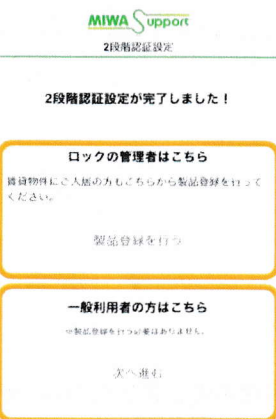 MIWA Support
2段階認証設定
2段階認証設定が完了しました！
ロックの管理者はこちら
賃貸物件にご入居の方もこちらから製品登録を行って
ください。
製品登録を行う
一般利用者の方はこちら
※製品登録を行う必要はありません。
次へ進む